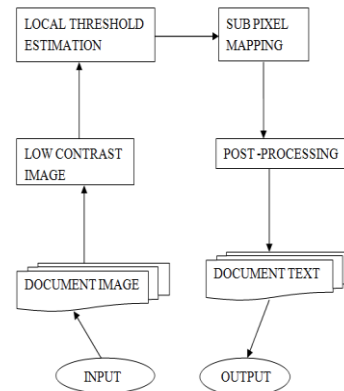 LOCAL THRESHOLD
ESTIMATION
SUB PIXEL
MAPPING
LOW CONTRAST
IMAGE
POST -PROCESSING
DOCUMENT IMAGE
DOCUMENT TEXT
INPUT
OUTPUT